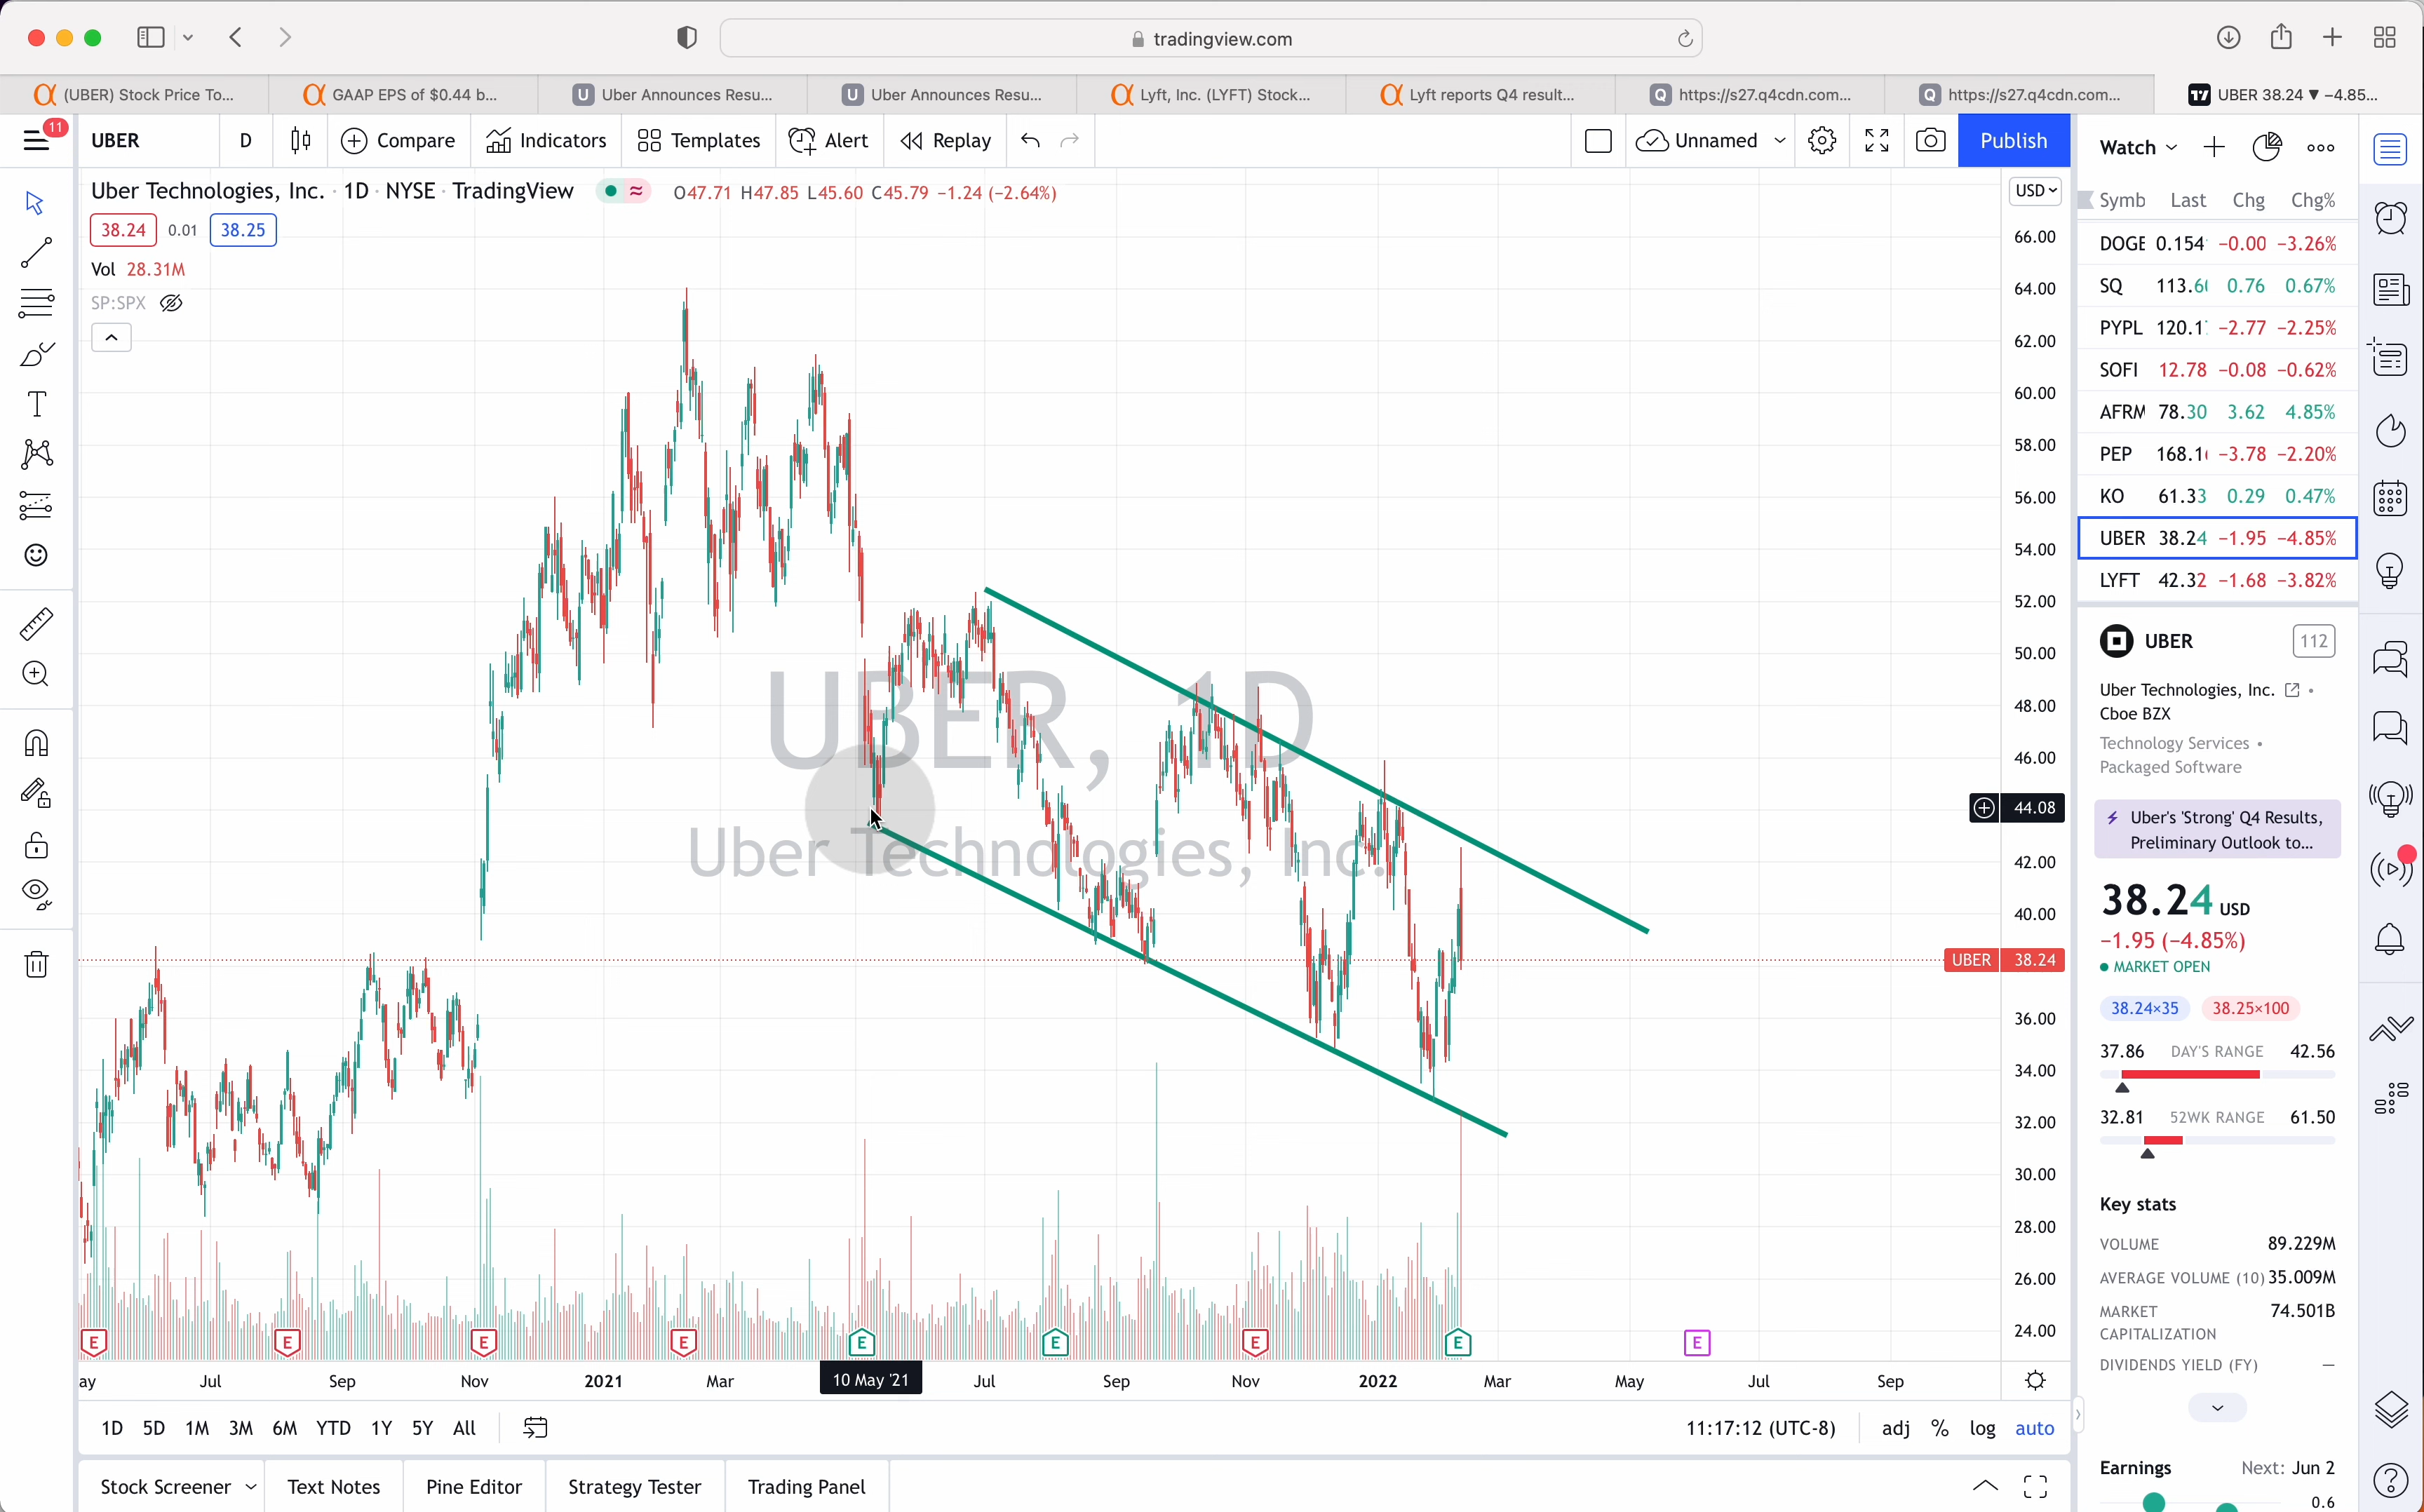 tradingview.com
(UBER) Stock Price To...
GAAP EPS of $0.44 b...
U Uber Announces Resu...
U Uber Announces Resu...
Lyft, Inc. (LYFT) Stock...
Lyft reports Q4 result...
Q https://s27.q4cdn.com...
Q https://s27.q4cdn.com...
UBER 38.24 ▼ −4.85...
11
UBER
D
Compare
Indicators
Templates
Alert
Replay
Unnamed
Publish
Watch
Uber Technologies, Inc. · 1D · NYSE · TradingView
O47.71 H47.85 L45.60 C45.79 −1.24 (−2.64%)
USD
38.24 0.01 38.25
Vol 28.31M
SP:SPX
UBER, 1D
Uber Technologies, Inc.
66.00
64.00
62.00
60.00
58.00
56.00
54.00
52.00
50.00
48.00
46.00
44.08
42.00
40.00
UBER 38.24
36.00
34.00
32.00
30.00
28.00
26.00
24.00
E E E E E E E E E
ay Jul Sep Nov 2021 Mar 10 May '21 Jul Sep Nov 2022 Mar May Jul Sep
1D 5D 1M 3M 6M YTD 1Y 5Y All
11:17:12 (UTC-8)
adj % log auto
Stock Screener
Text Notes
Pine Editor
Strategy Tester
Trading Panel
Symb Last Chg Chg%
DOGE 0.154 −0.00 −3.26%
SQ 113.6 0.76 0.67%
PYPL 120.1 −2.77 −2.25%
SOFI 12.78 −0.08 −0.62%
AFRM 78.30 3.62 4.85%
PEP 168.1 −3.78 −2.20%
KO 61.33 0.29 0.47%
UBER 38.24 −1.95 −4.85%
LYFT 42.32 −1.68 −3.82%
UBER
112
Uber Technologies, Inc.
Cboe BZX
Technology Services •
Packaged Software
Uber's 'Strong' Q4 Results,
Preliminary Outlook to...
38.24 USD
−1.95 (−4.85%)
MARKET OPEN
38.24×35 38.25×100
37.86 DAY'S RANGE 42.56
32.81 52WK RANGE 61.50
Key stats
VOLUME 89.229M
AVERAGE VOLUME (10) 35.009M
MARKET CAPITALIZATION 74.501B
DIVIDENDS YIELD (FY) —
Earnings Next: Jun 2
0.6